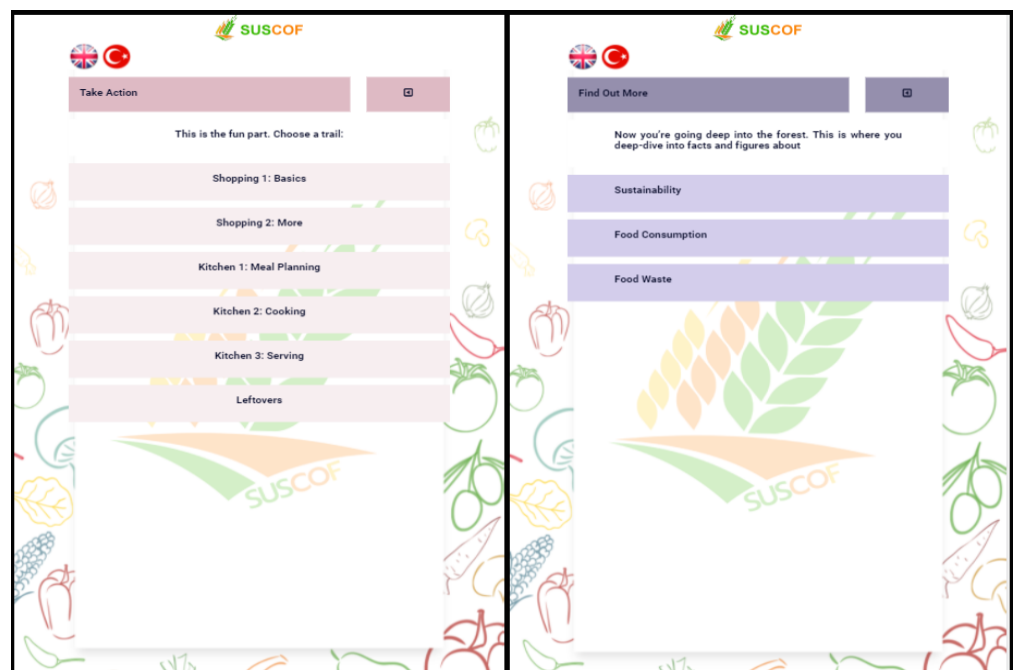 SUSCOF
Take Action
This is the fun part. Choose a trail:
Shopping 1: Basics
Shopping 2: More
Kitchen 1: Meal Planning
Kitchen 2: Cooking
Kitchen 3: Serving
Leftovers
SUSCOF
SUSCOF
Find Out More
Now you're going deep into the forest. This is where you
deep-dive into facts and figures about
Sustainability
Food Consumption
Food Waste
SUSCOF